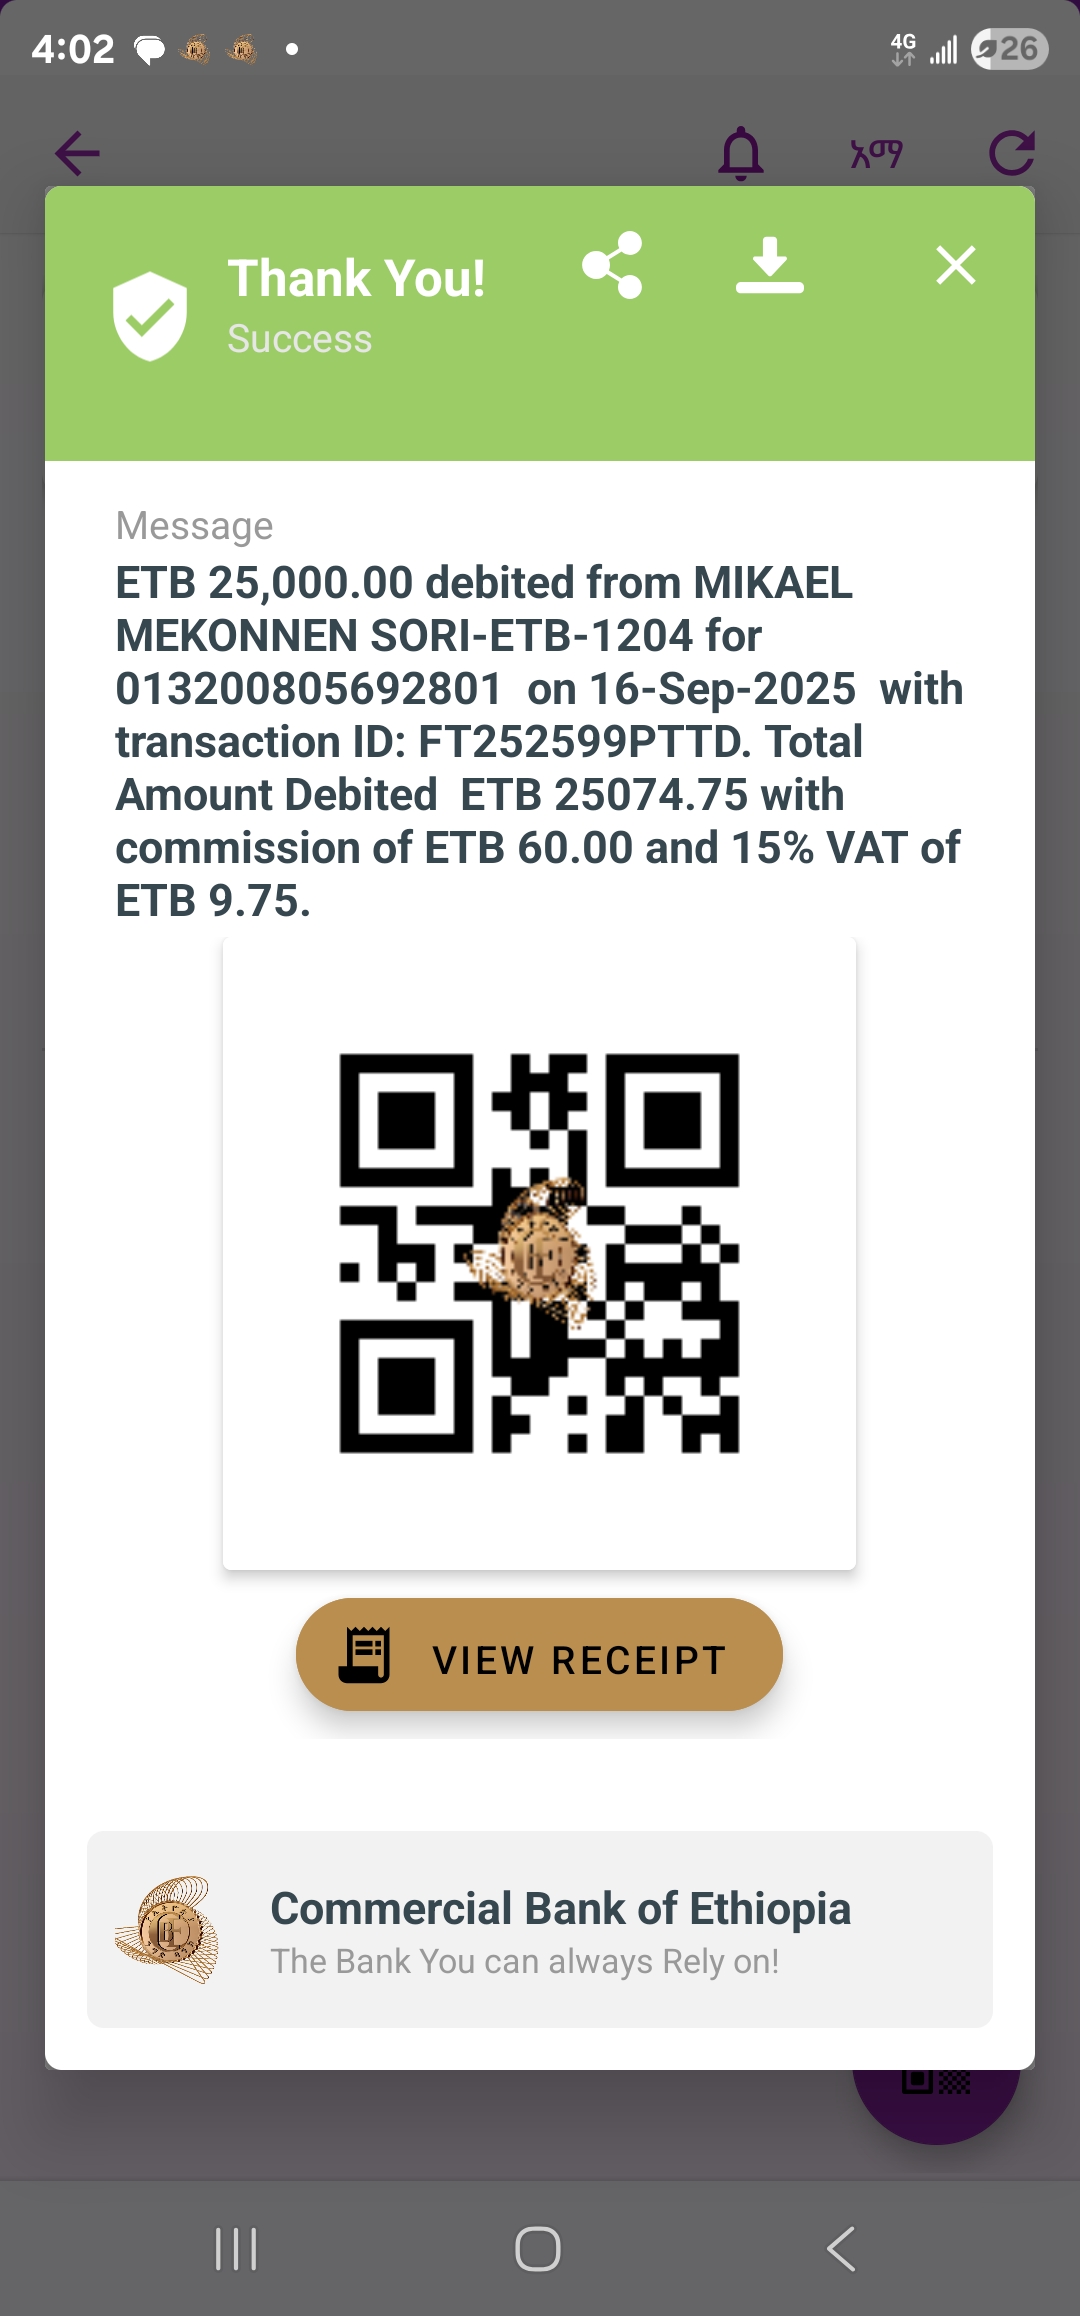 4:02
4G
26
አማ
Thank You!
Success
Message
ETB 25,000.00 debited from MIKAEL
MEKONNEN SORI-ETB-1204 for
013200805692801 on 16-Sep-2025 with
transaction ID: FT252599PTTD. Total
Amount Debited ETB 25074.75 with
commission of ETB 60.00 and 15% VAT of
ETB 9.75.
VIEW RECEIPT
Commercial Bank of Ethiopia
The Bank You can always Rely on!